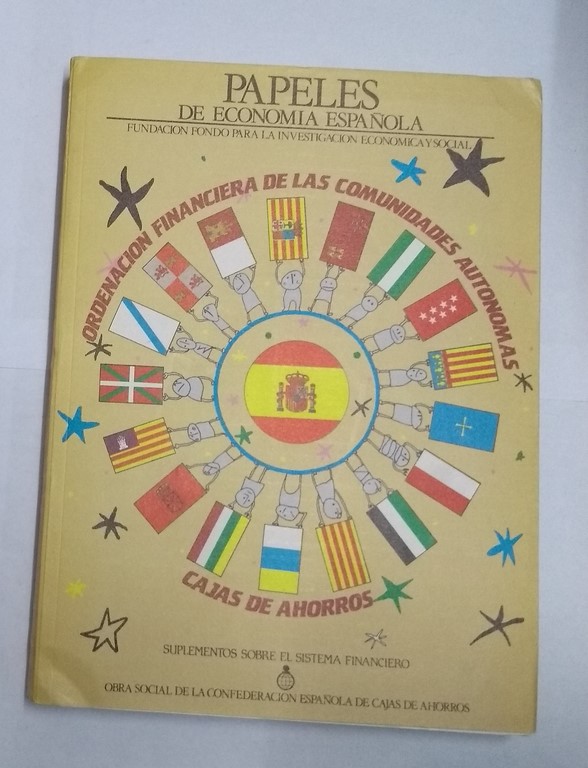 PAPELES
DE ECONOMIA ESPAÑOLA
FUNDACION FONDO PARA LA INVESTIGACION ECONOMICA Y SOCIAL
ORDENACION FINANCIERA DE LAS COMUNIDADES AUTONOMAS
CAJAS DE AHORROS
SUPLEMENTOS SOBRE EL SISTEMA FINANCIERO
OBRA SOCIAL DE LA CONFEDERACION ESPAÑOLA DE CAJAS DE AHORROS